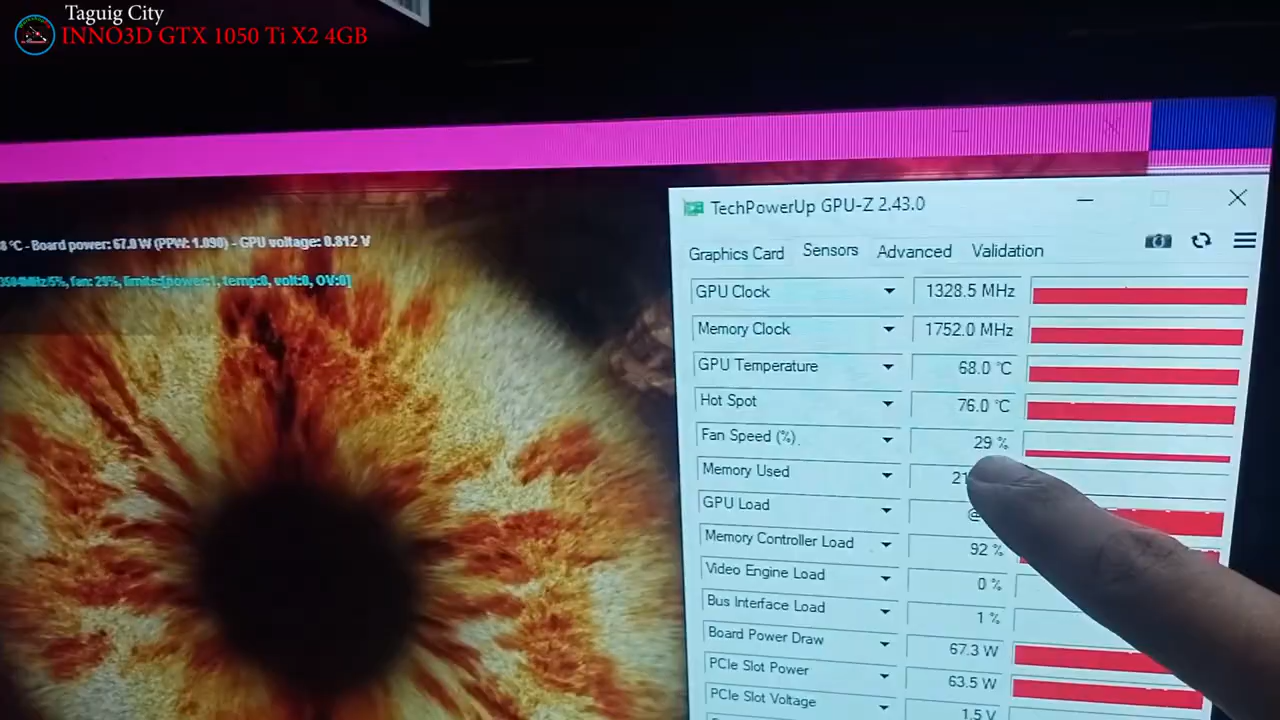 Taguig City
INNO3D GTX 1050 Ti X2 4GB
8 ℃ - Board power: 67.0 W (PPW: 1.090) - GPU voltage: 0.812 V
fan: 29%, limits:[power:1, temp:0, volt:0, OV:0]
TechPowerUp GPU-Z 2.43.0
Graphics Card Sensors Advanced Validation
GPU Clock 1328.5 MHz
Memory Clock 1752.0 MHz
GPU Temperature 68.0 ℃
Hot Spot 76.0 ℃
Fan Speed (%) 29 %
Memory Used
GPU Load
Memory Controller Load 92 %
Video Engine Load 0 %
Bus Interface Load 1 %
Board Power Draw 67.3 W
PCIe Slot Power 63.5 W
PCIe Slot Voltage